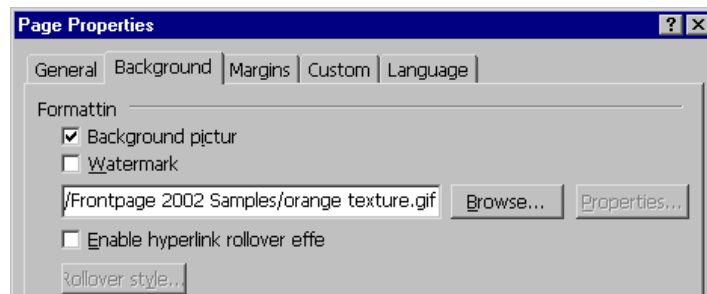 Page Properties
General Background Margins Custom Language
Formattin
Background pictur
Watermark
/Frontpage 2002 Samples/orange texture.gif Browse... Properties...
Enable hyperlink rollover effe
Rollover style...